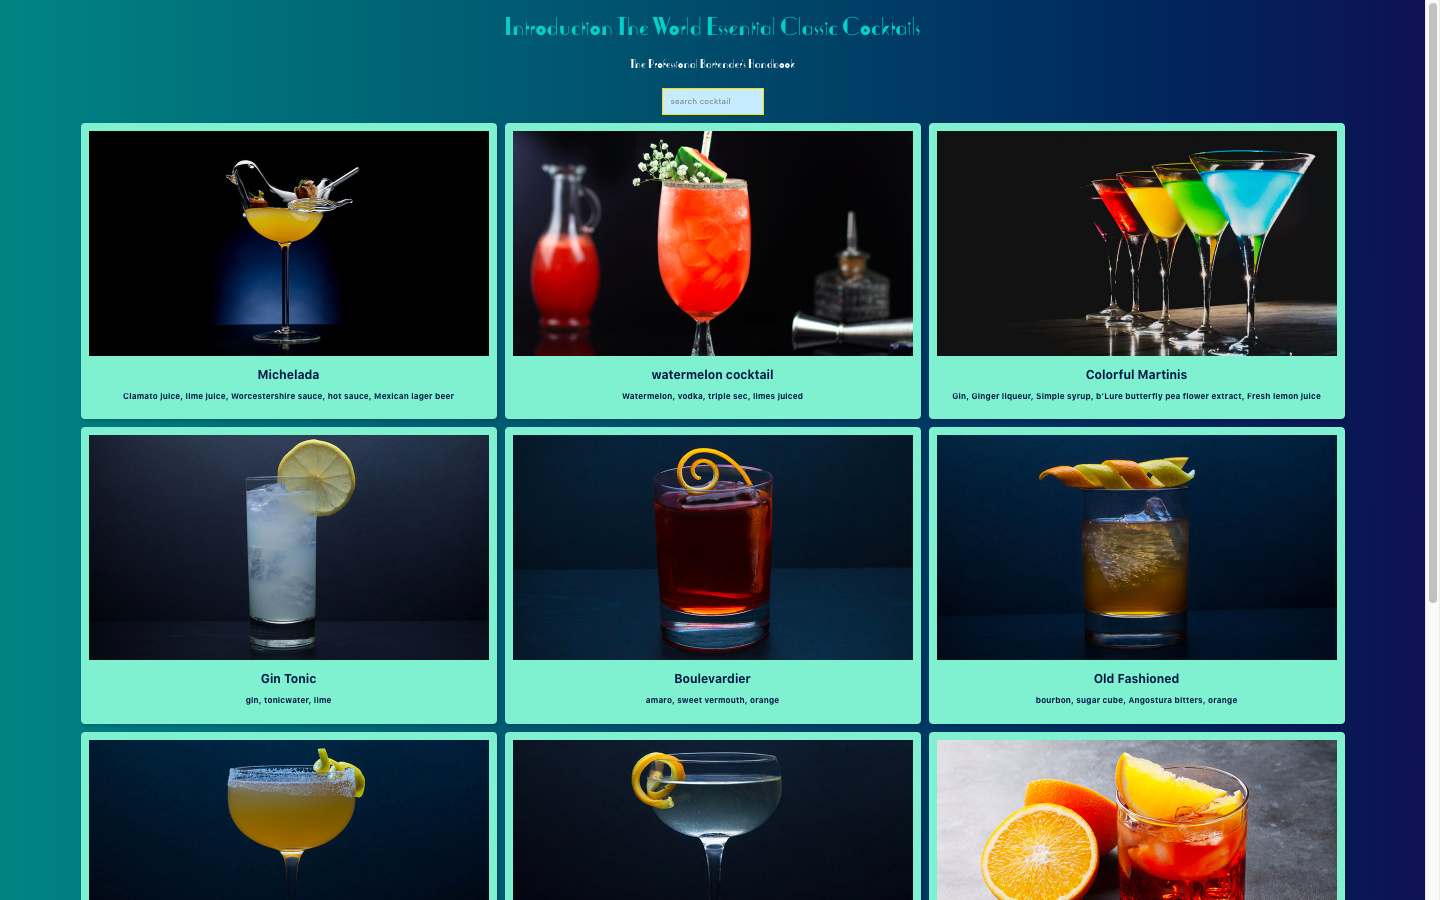 Introduction The World Essential Classic Cocktails
The Professional Bartender's Handbook
search cocktail
Michelada
Clamato juice, lime juice, Worcestershire sauce, hot sauce, Mexican lager beer
watermelon cocktail
Watermelon, vodka, triple sec, limes juiced
Colorful Martinis
Gin, Ginger liqueur, Simple syrup, b'Lure butterfly pea flower extract, Fresh lemon juice
Gin Tonic
gin, tonicwater, lime
Boulevardier
amaro, sweet vermouth, orange
Old Fashioned
bourbon, sugar cube, Angostura bitters, orange